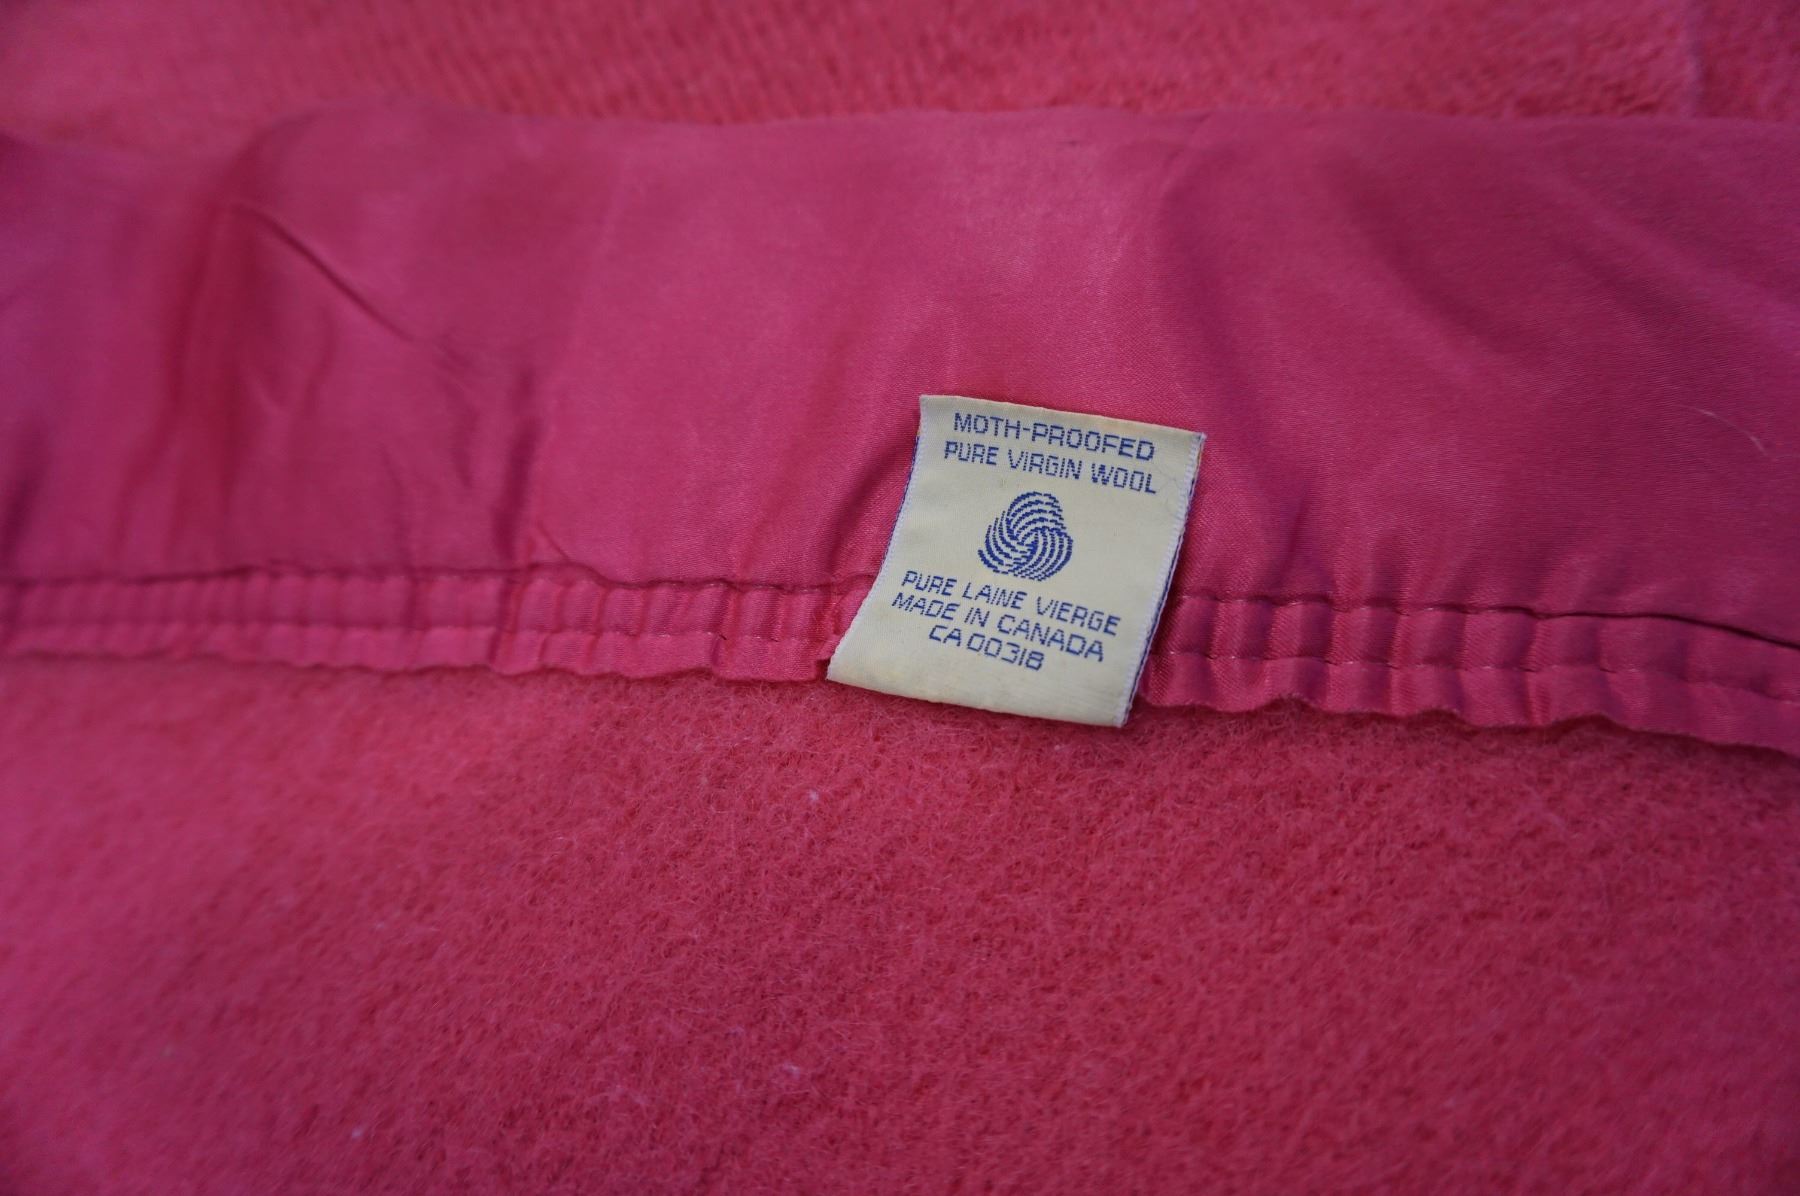 MOTH-PROOFED
PURE VIRGIN WOOL
PURE LAINE VIERGE
MADE IN CANADA
CA 00318